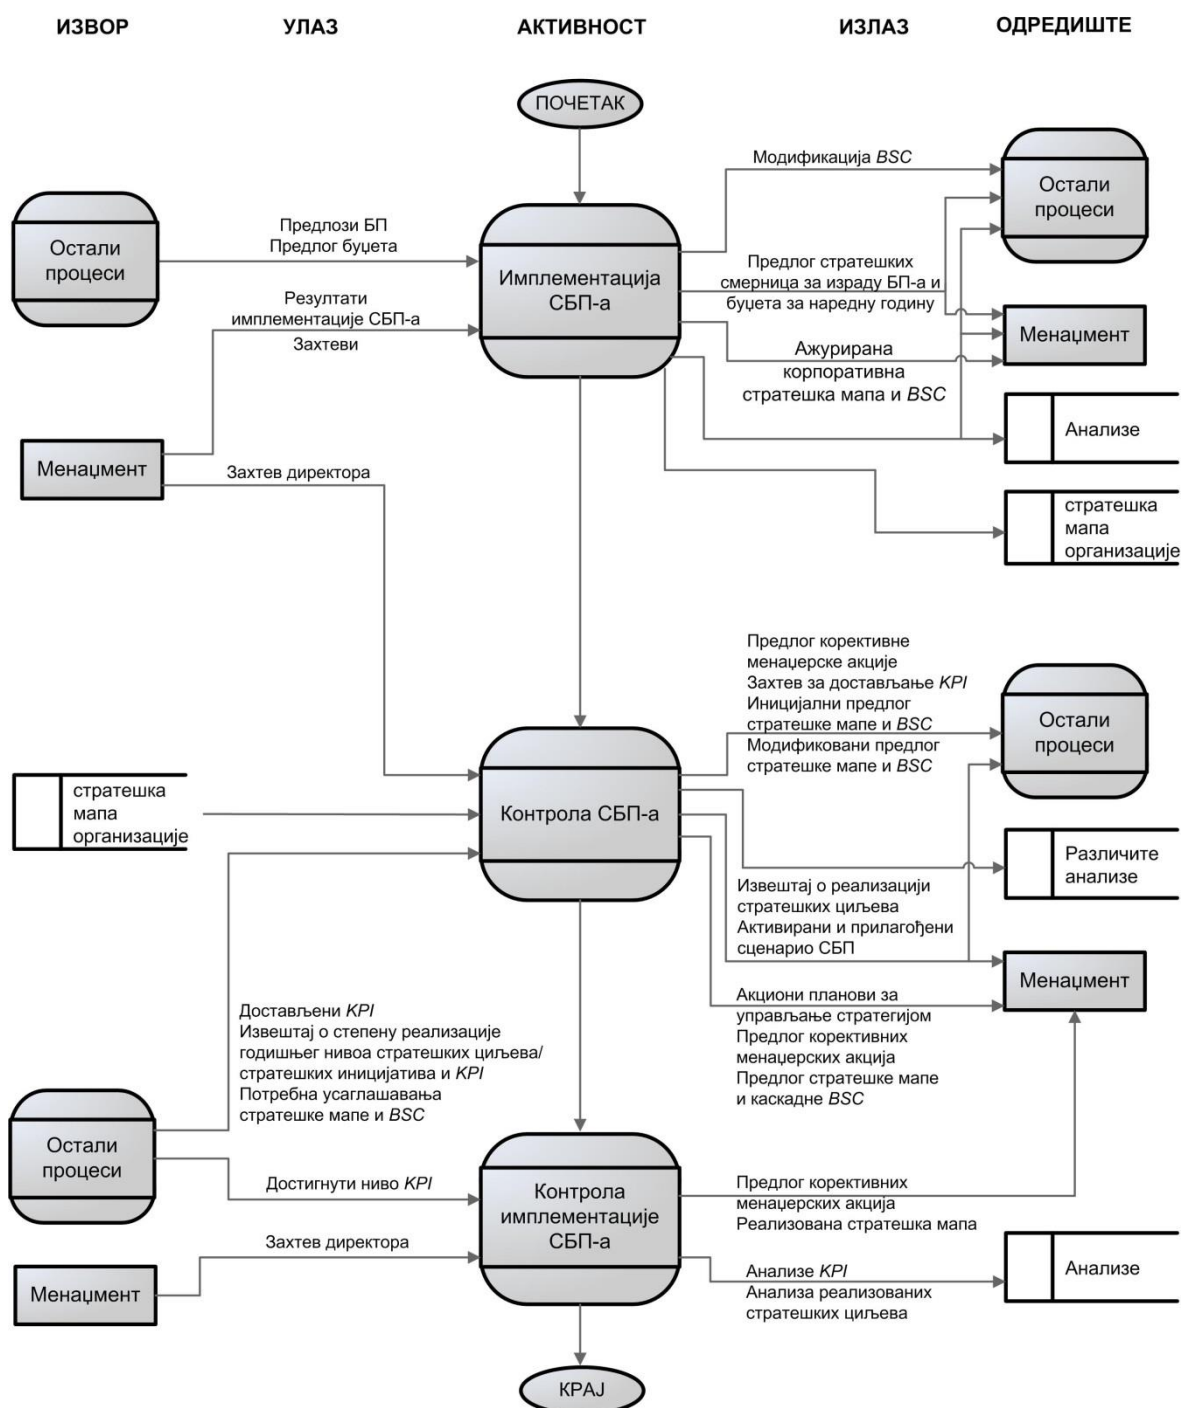 ИЗВОР
УЛАЗ
АКТИВНОСТ
ИЗЛАЗ
ОДРЕДИШТЕ
ПОЧЕТАК
Остали
процеси
Предлози БП
Предлог буџета
Резултати
имплементације СБП-а
Захтеви
Имплементација
СБП-а
Модификација BSC
Предлог стратешких
смерница за израду БП-а и
буџета за наредну годину
Ажурирана
корпоративна
стратешка мапа и BSC
Остали
процеси
Менаџмент
Анализе
стратешка
мапа
организације
Менаџмент
Захтев директора
стратешка
мапа
организације
Контрола СБП-а
Предлог корективне
менаџерске акције
Захтев за достављање KPI
Иницијални предлог
стратешке мапе и BSC
Модификовани предлог
стратешке мапе и BSC
Остали
процеси
Различите
анализе
Извештај о реализацији
стратешких циљева
Активирани и прилагођени
сценарио СБП
Менаџмент
Акциони планови за
управљање стратегијом
Предлог корективних
менаџерских акција
Предлог стратешке мапе
и каскадне BSC
Достављени KPI
Извештај о степену реализације
годишњег нивоа стратешких циљева/
стратешких иницијатива и KPI
Потребна усаглашавања
стратешке мапе и BSC
Остали
процеси
Достигнути ниво KPI
Захтев директора
Менаџмент
Контрола
имплементације
СБП-а
Предлог корективних
менаџерских акција
Реализована стратешка мапа
Анализе KPI
Анализа реализованих
стратешких циљева
Анализе
КРАЈ